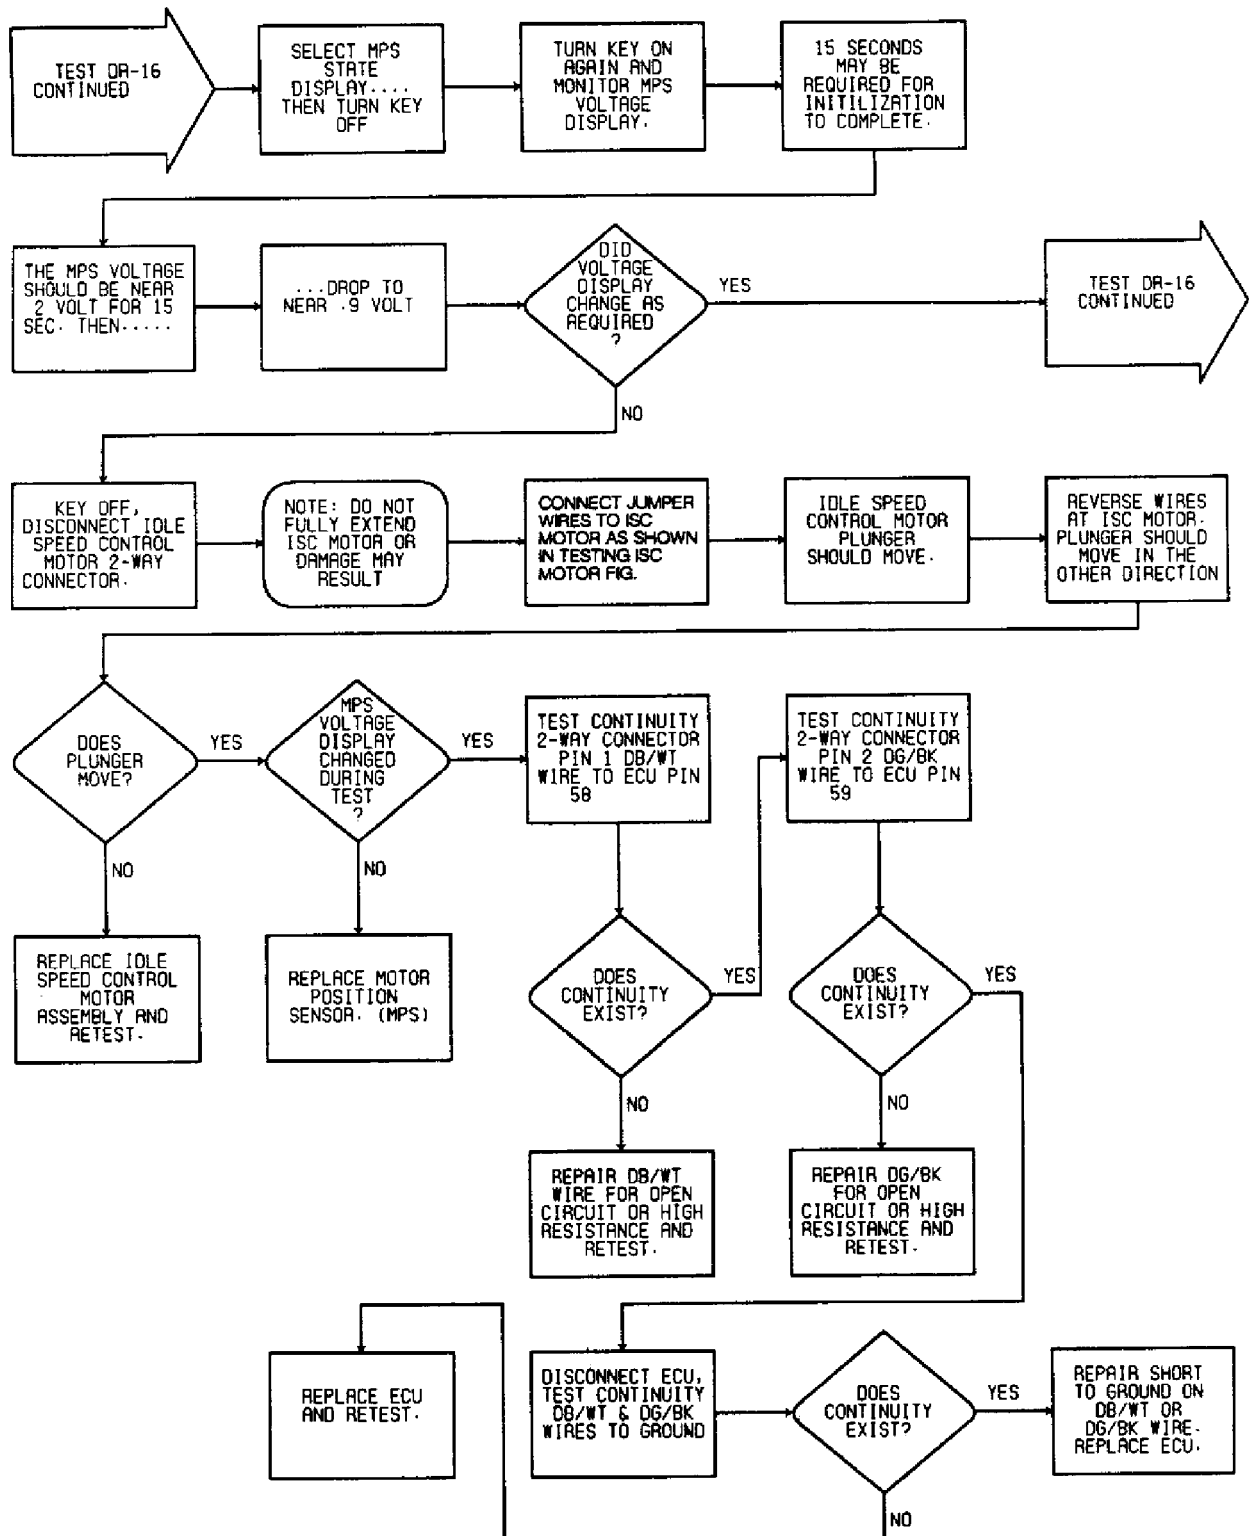 TEST DR-16
CONTINUED
SELECT MPS
STATE
DISPLAY....
THEN TURN KEY
OFF
TURN KEY ON
AGAIN AND
MONITOR MPS
VOLTAGE
DISPLAY.
15 SECONDS
MAY BE
REQUIRED FOR
INITILIZATION
TO COMPLETE.
THE MPS VOLTAGE
SHOULD BE NEAR
2 VOLT FOR 15
SEC. THEN.....
...DROP TO
NEAR .9 VOLT
DID
VOLTAGE
DISPLAY
CHANGE AS
REQUIRED
?
YES
TEST DR-16
CONTINUED
NO
KEY OFF,
DISCONNECT IDLE
SPEED CONTROL
MOTOR 2-WAY
CONNECTOR.
NOTE: DO NOT
FULLY EXTEND
ISC MOTOR OR
DAMAGE MAY
RESULT
CONNECT JUMPER
WIRES TO ISC
MOTOR AS SHOWN
IN TESTING ISC
MOTOR FIG.
IDLE SPEED
CONTROL MOTOR
PLUNGER
SHOULD MOVE.
REVERSE WIRES
AT ISC MOTOR.
PLUNGER SHOULD
MOVE IN THE
OTHER DIRECTION
DOES
PLUNGER
MOVE?
YES
MPS
VOLTAGE
DISPLAY
CHANGED
DURING
TEST
?
YES
TEST CONTINUITY
2-WAY CONNECTOR
PIN 1 DB/WT
WIRE TO ECU PIN
58
TEST CONTINUITY
2-WAY CONNECTOR
PIN 2 DG/BK
WIRE TO ECU PIN
59
NO
NO
REPLACE IDLE
SPEED CONTROL
MOTOR
ASSEMBLY AND
RETEST.
REPLACE MOTOR
POSITION
SENSOR. (MPS)
DOES
CONTINUITY
EXIST?
YES
DOES
CONTINUITY
EXIST?
YES
NO
NO
REPAIR DB/WT
WIRE FOR OPEN
CIRCUIT OR HIGH
RESISTANCE AND
RETEST.
REPAIR DG/BK
FOR OPEN
CIRCUIT OR HIGH
RESISTANCE AND
RETEST.
REPLACE ECU
AND RETEST.
DISCONNECT ECU,
TEST CONTINUITY
DB/WT & DG/BK
WIRES TO GROUND
DOES
CONTINUITY
EXIST?
YES
REPAIR SHORT
TO GROUND ON
DB/WT OR
DG/BK WIRE.
REPLACE ECU.
NO